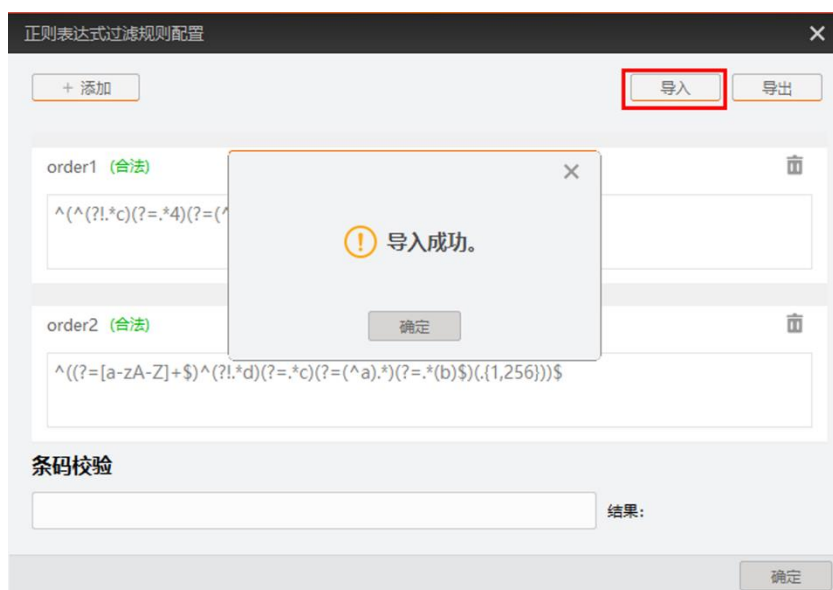 正则表达式过滤规则配置
+ 添加
导入
导出
order1 (合法)
^(^(?!.*c)(?=.*4)(?=(^
导入成功。
确定
order2 (合法)
^((?=[a-zA-Z]+$)^(?!.*d)(?=.*c)(?=(^a).*)(?=.*(b)$)(.{1,256}))$
条码校验
结果:
确定